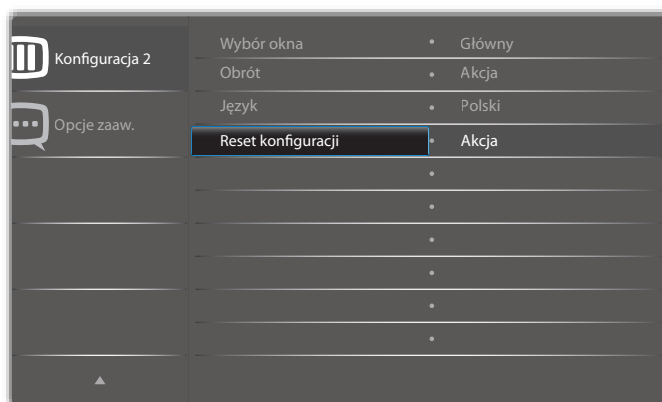 Konfiguracja 2
Opcje zaaw.
Wybór okna • Główny
Obrót • Akcja
Język • Polski
Reset konfiguracji • Akcja